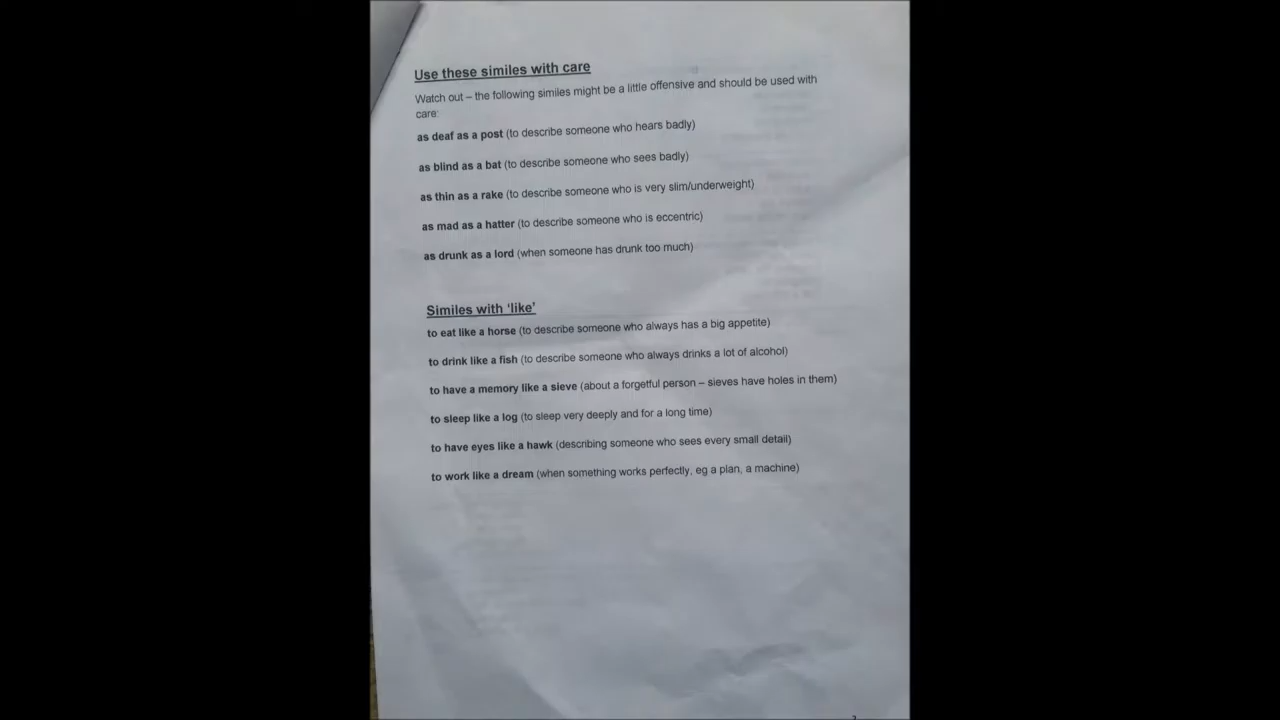 Use these similes with care
Watch out – the following similes might be a little offensive and should be used with
care:
as deaf as a post (to describe someone who hears badly)
as blind as a bat (to describe someone who sees badly)
as thin as a rake (to describe someone who is very slim/underweight)
as mad as a hatter (to describe someone who is eccentric)
as drunk as a lord (when someone has drunk too much)
Similes with ‘like’
to eat like a horse (to describe someone who always has a big appetite)
to drink like a fish (to describe someone who always drinks a lot of alcohol)
to have a memory like a sieve (about a forgetful person – sieves have holes in them)
to sleep like a log (to sleep very deeply and for a long time)
to have eyes like a hawk (describing someone who sees every small detail)
to work like a dream (when something works perfectly, eg a plan, a machine)